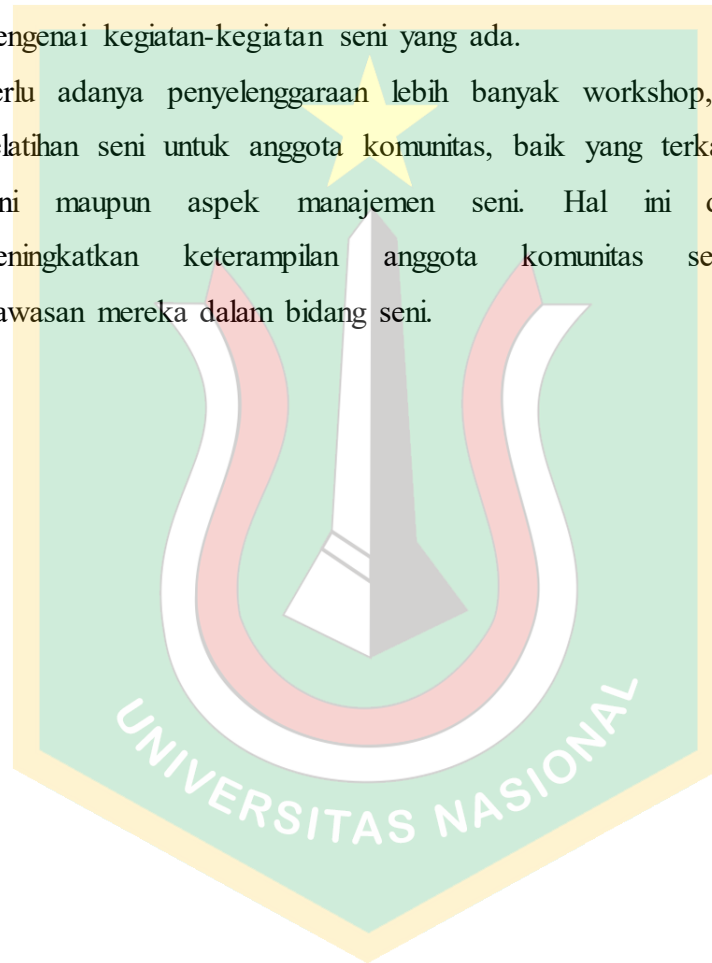 engenai kegiatan-kegiatan seni yang ada.
erlu adanya penyelenggaraan lebih banyak workshop,
elatihan seni untuk anggota komunitas, baik yang terka
ni maupun aspek manajemen seni. Hal ini d
eningkatkan keterampilan anggota komunitas se
awasan mereka dalam bidang seni.
UNIVERSITAS NASIONAL